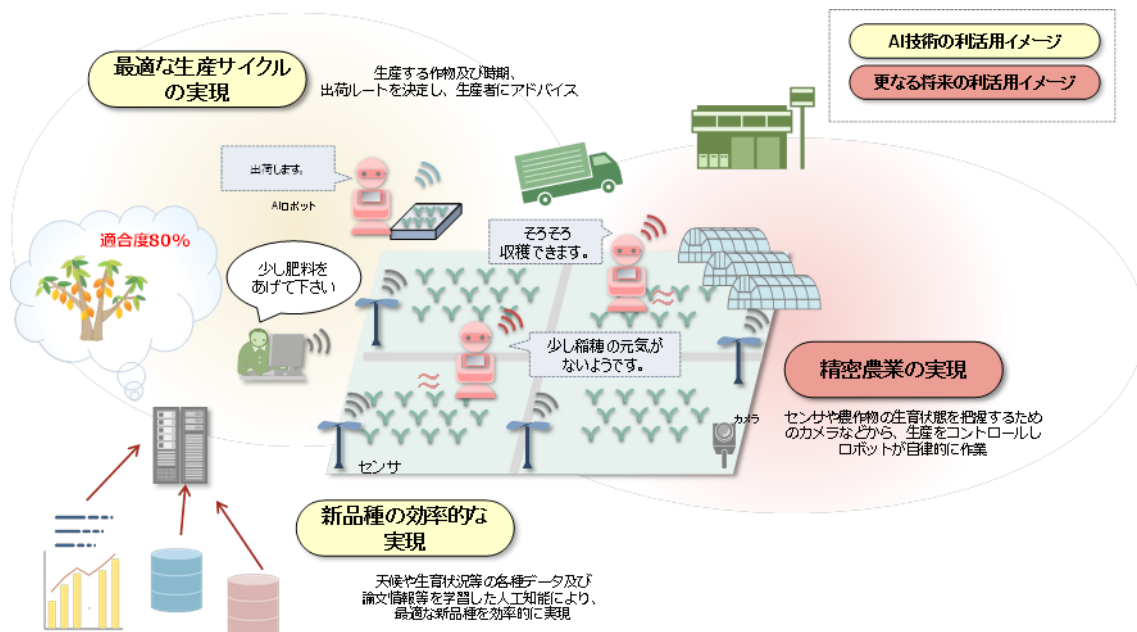 AI技術の利活用イメージ
更なる将来の利活用イメージ
最適な生産サイクル
の実現
生産する作物及び時期、
出荷ルートを決定し、生産者にアドバイス
出荷します。
AIロボット
適合度80%
少し肥料を
あげて下さい
そろそろ
収穫できます。
少し稲穂の元気が
ないようです。
精密農業の実現
センサや農作物の生育状態を把握するため
のカメラなどから、生産をコントロールし
ロボットが自律的に作業
カメラ
センサ
新品種の効率的な
実現
天候や生育状況等の各種データ及び
論文情報等を学習した人工知能により、
最適な新品種を効率的に実現